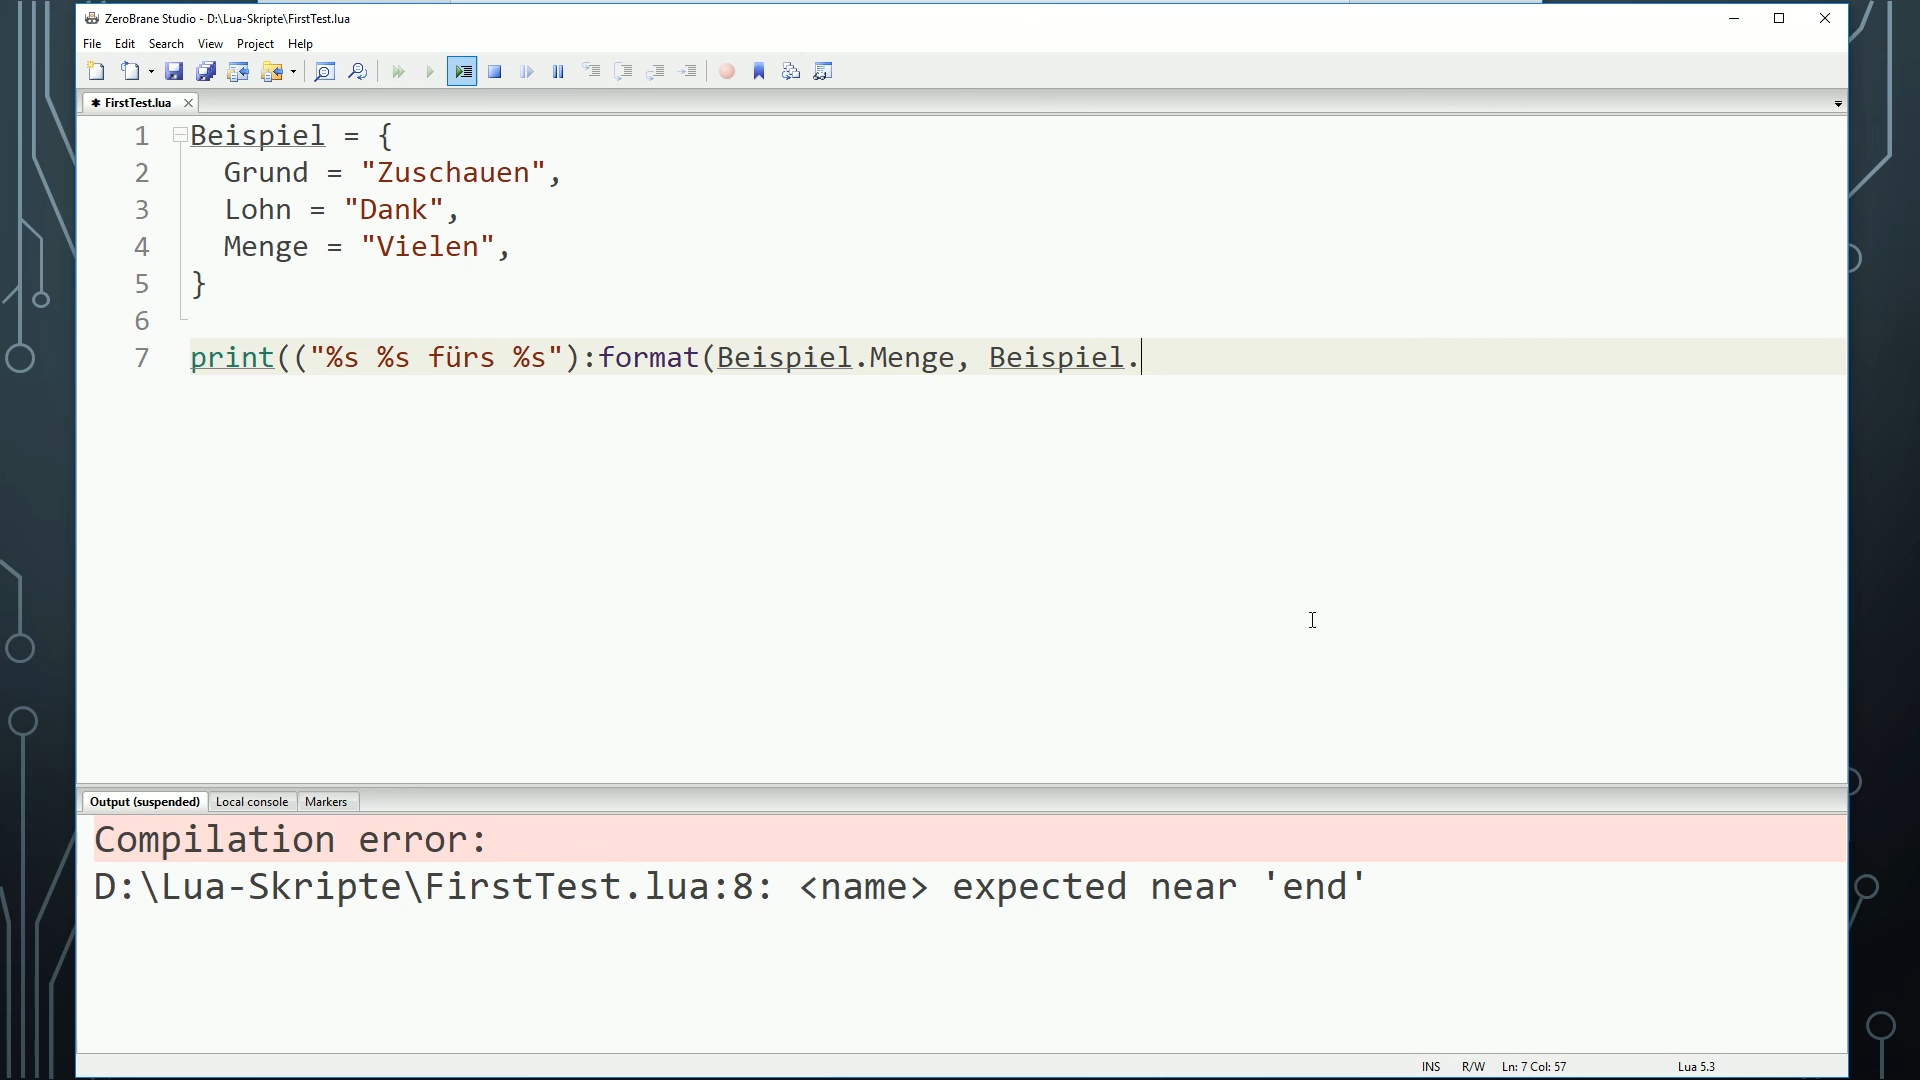 ZeroBrane Studio - D:\Lua-Skripte\FirstTest.lua
File Edit Search View Project Help
✱ FirstTest.lua
1 Beispiel = {
2 Grund = "Zuschauen",
3 Lohn = "Dank",
4 Menge = "Vielen",
5 }
6
7 print(("%s %s fürs %s"):format(Beispiel.Menge, Beispiel.
Output (suspended) Local console Markers
Compilation error:
D:\Lua-Skripte\FirstTest.lua:8: <name> expected near 'end'
INS R/W Ln: 7 Col: 57 Lua 5.3